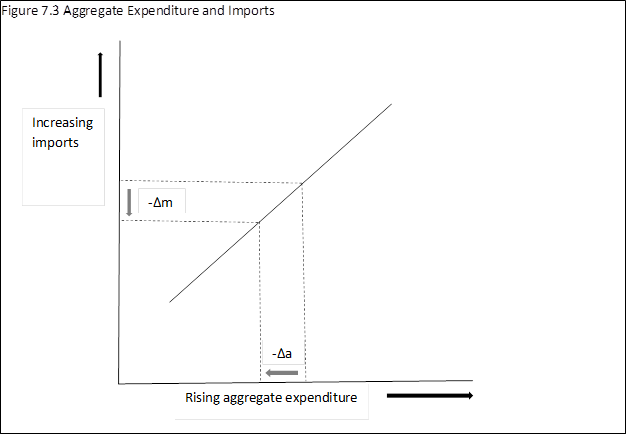 Figure 7.3 Aggregate Expenditure and Imports
Increasing
imports
-Δm
-Δa
Rising aggregate expenditure